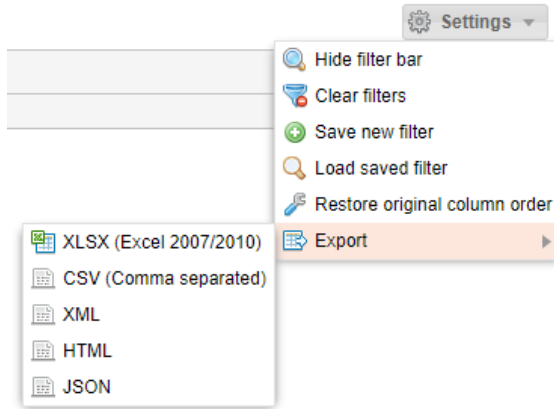 Settings
Hide filter bar
Clear filters
Save new filter
Load saved filter
Restore original column order
Export
XLSX (Excel 2007/2010)
CSV (Comma separated)
XML
HTML
JSON